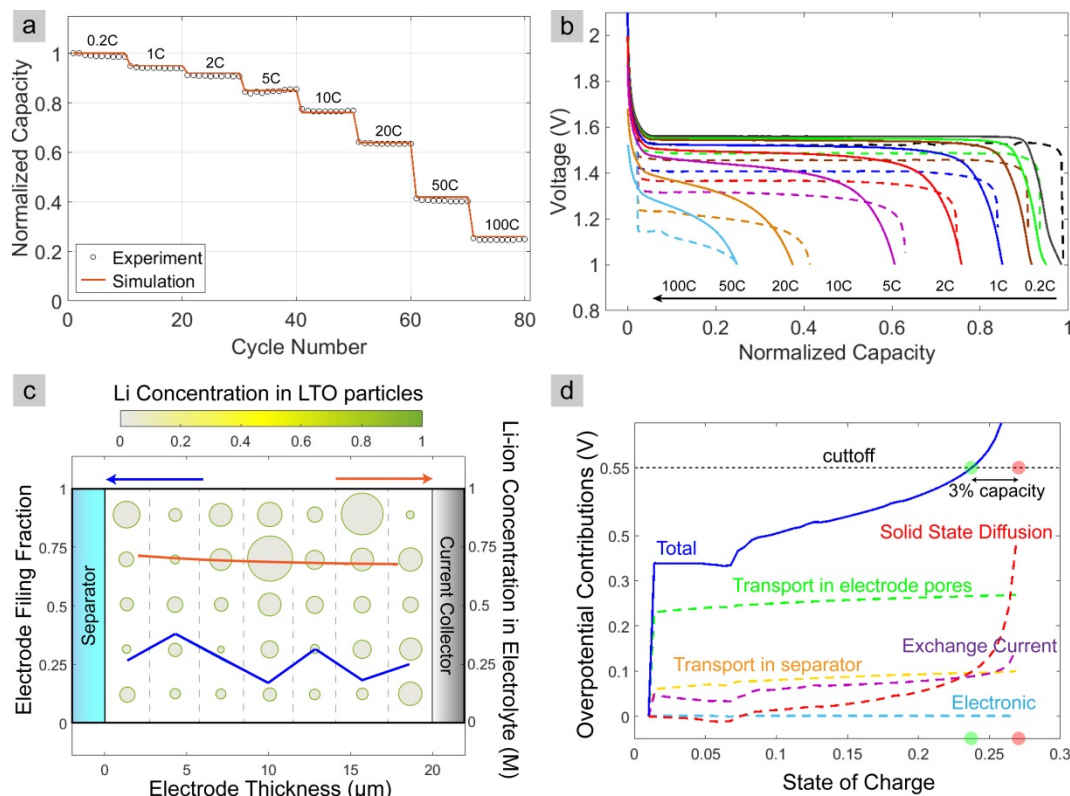 a
Normalized Capacity
1
0.8
0.6
0.4
0.2
0
0.2C
1C
2C
5C
10C
20C
50C
100C
Experiment
Simulation
0
20
40
60
80
Cycle Number
b
Voltage (V)
2
1.8
1.6
1.4
1.2
1
0.8
100C
50C
20C
10C
5C
2C
1C
0.2C
0
0.2
0.4
0.6
0.8
1
Normalized Capacity
c
Li Concentration in LTO particles
0
0.2
0.4
0.6
0.8
1
Electrode Filing Fraction
1
0.75
0.5
0.25
0
Separator
Current Collector
1
0.75
0.5
0.25
0
Li-ion Concentration in Electrolyte (M)
0
5
10
15
20
Electrode Thickness (um)
d
Overpotential Contributions (V)
0.55
0.5
0.3
0.2
0.1
0
cuttoff
3% capacity
Total
Solid State Diffusion
Transport in electrode pores
Exchange Current
Transport in separator
Electronic
0
0.05
0.1
0.15
0.2
0.25
0.3
State of Charge